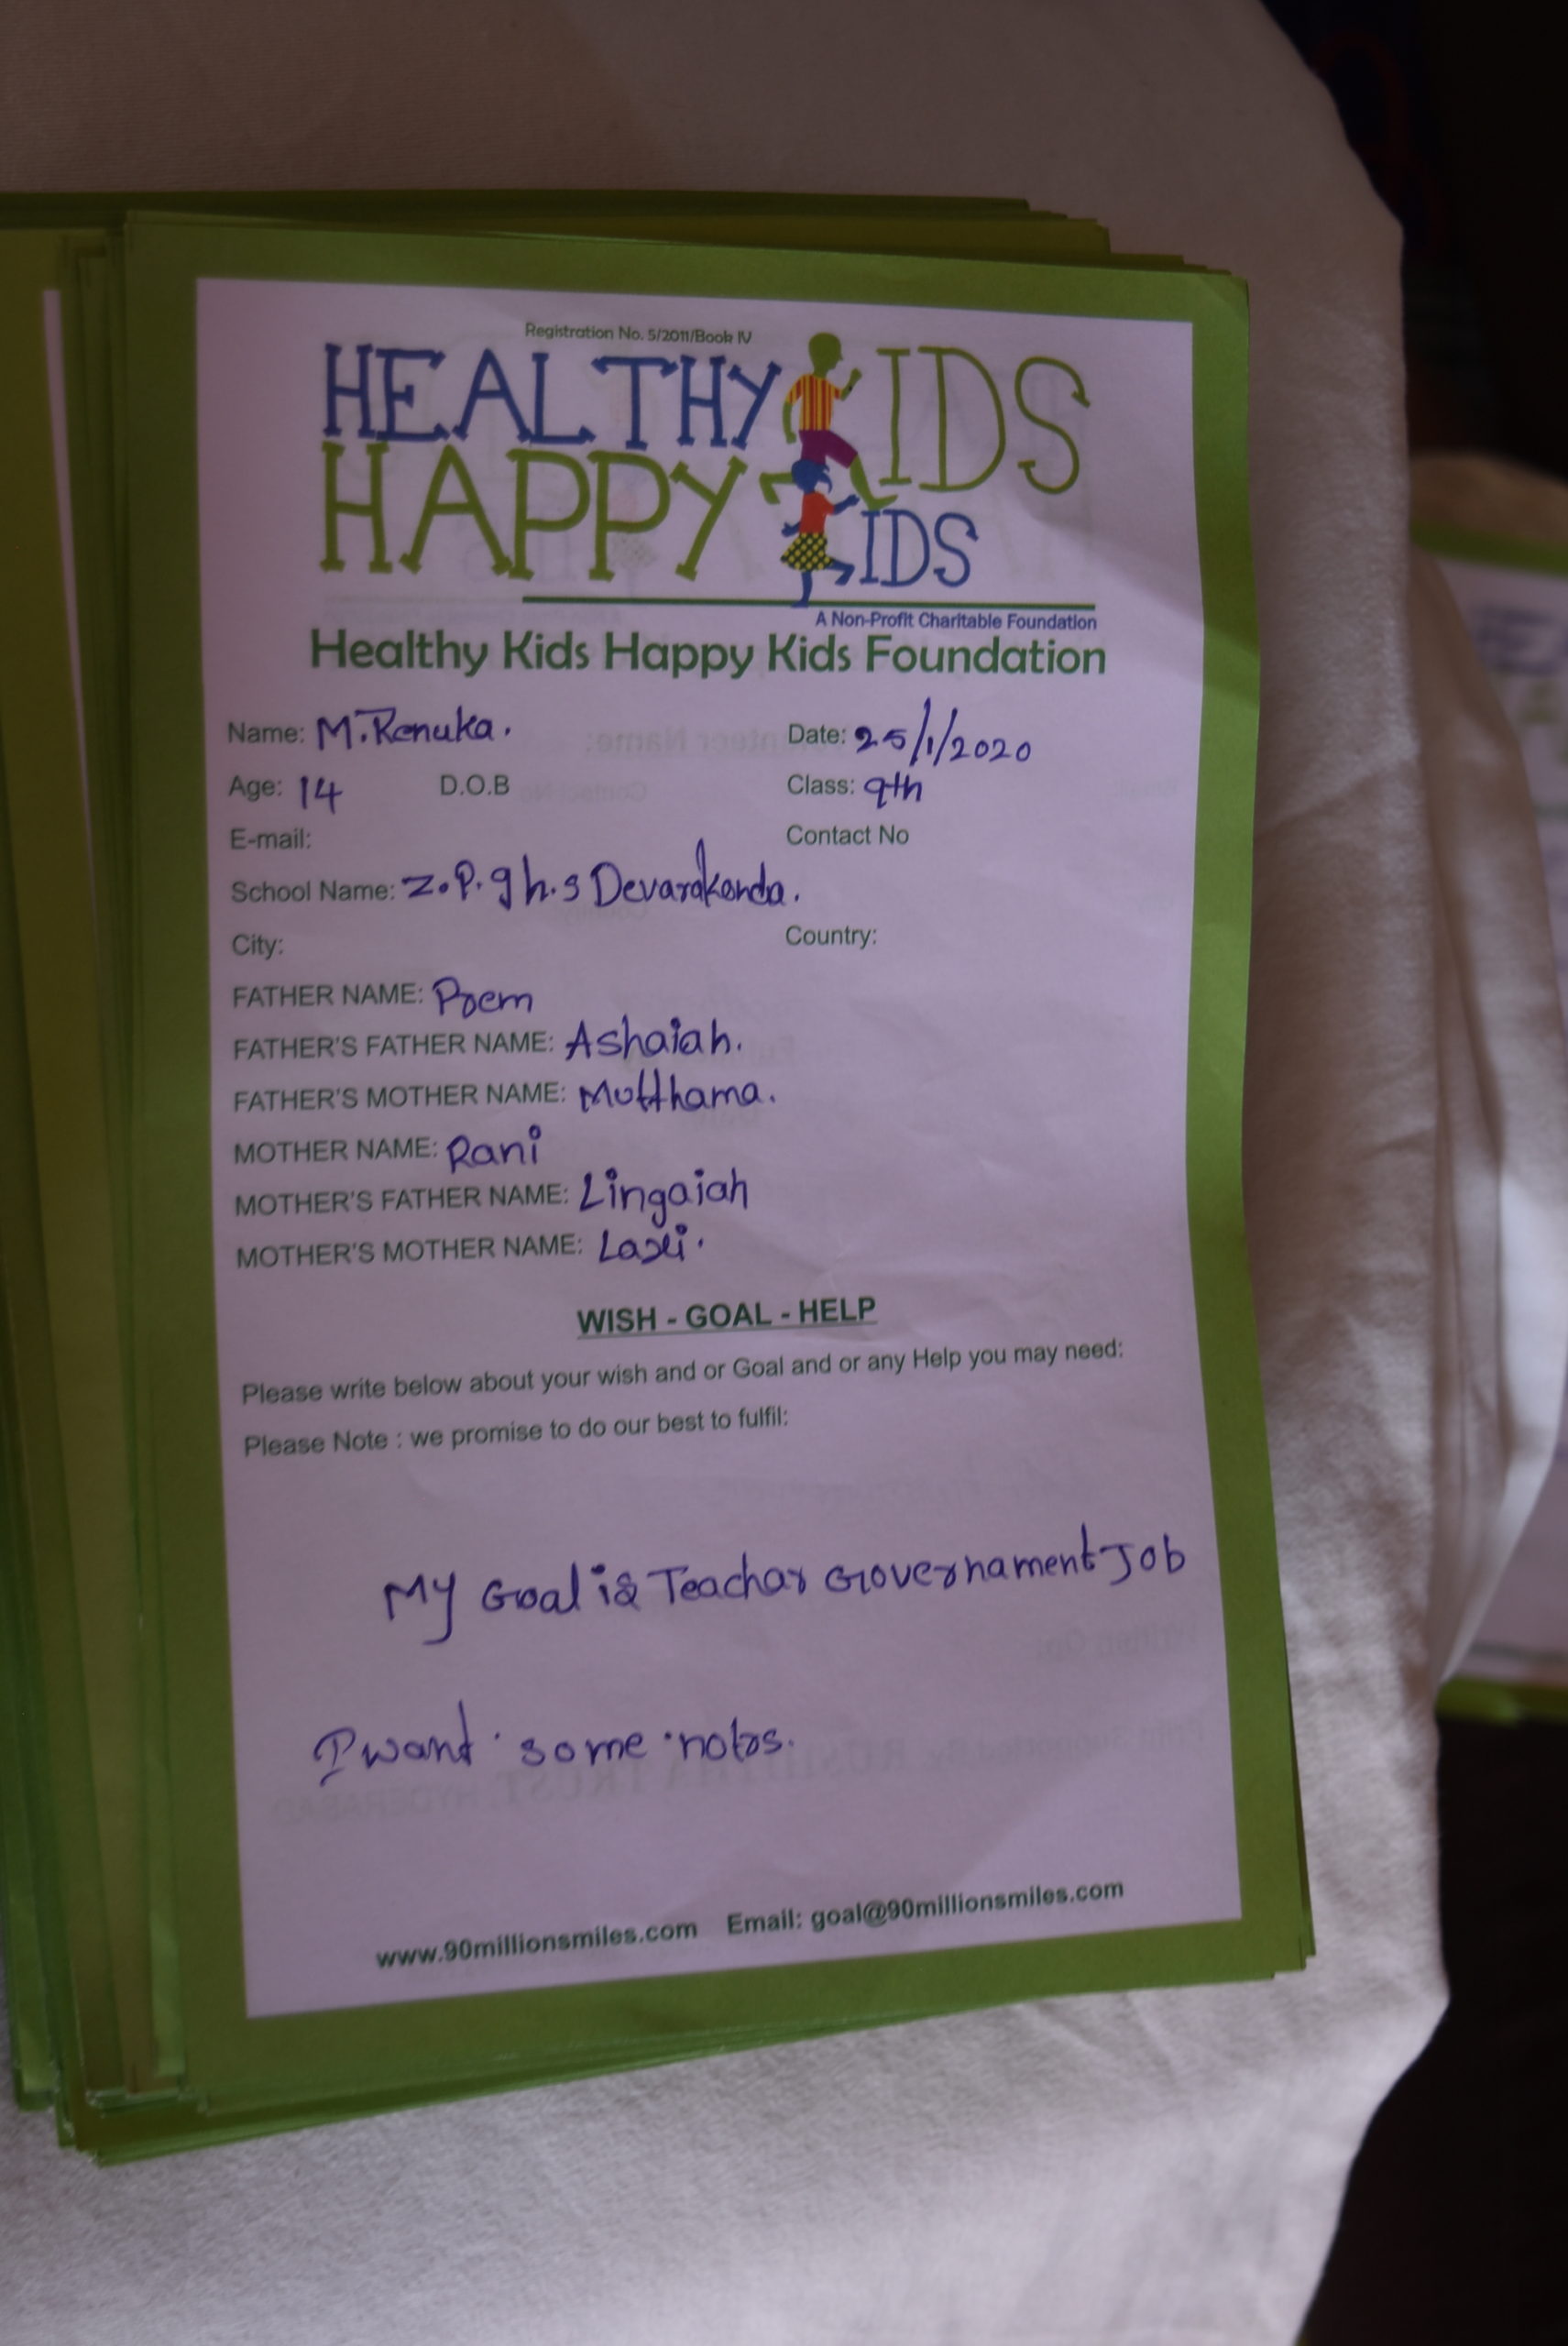 Registration No. 5/2011/Book IV
HEALTHY KIDS
HAPPY KIDS
A Non-Profit Charitable Foundation
Healthy Kids Happy Kids Foundation
Name: M.Renuka. Date: 25/1/2020
Age: 14 D.O.B Class: 9th
E-mail: Contact No
School Name: Z.P.g h.s Devarakonda.
City: Country:
FATHER NAME: Prem
FATHER'S FATHER NAME: Ashaiah.
FATHER'S MOTHER NAME: Mutthama.
MOTHER NAME: Rani
MOTHER'S FATHER NAME: Lingaiah
MOTHER'S MOTHER NAME: Laxi.
WISH - GOAL - HELP
Please write below about your wish and or Goal and or any Help you may need:
Please Note : we promise to do our best to fulfil:
My Goal is Teachar Governament Job
I want some notes.
www.90millionsmiles.com Email: goal@90millionsmiles.com